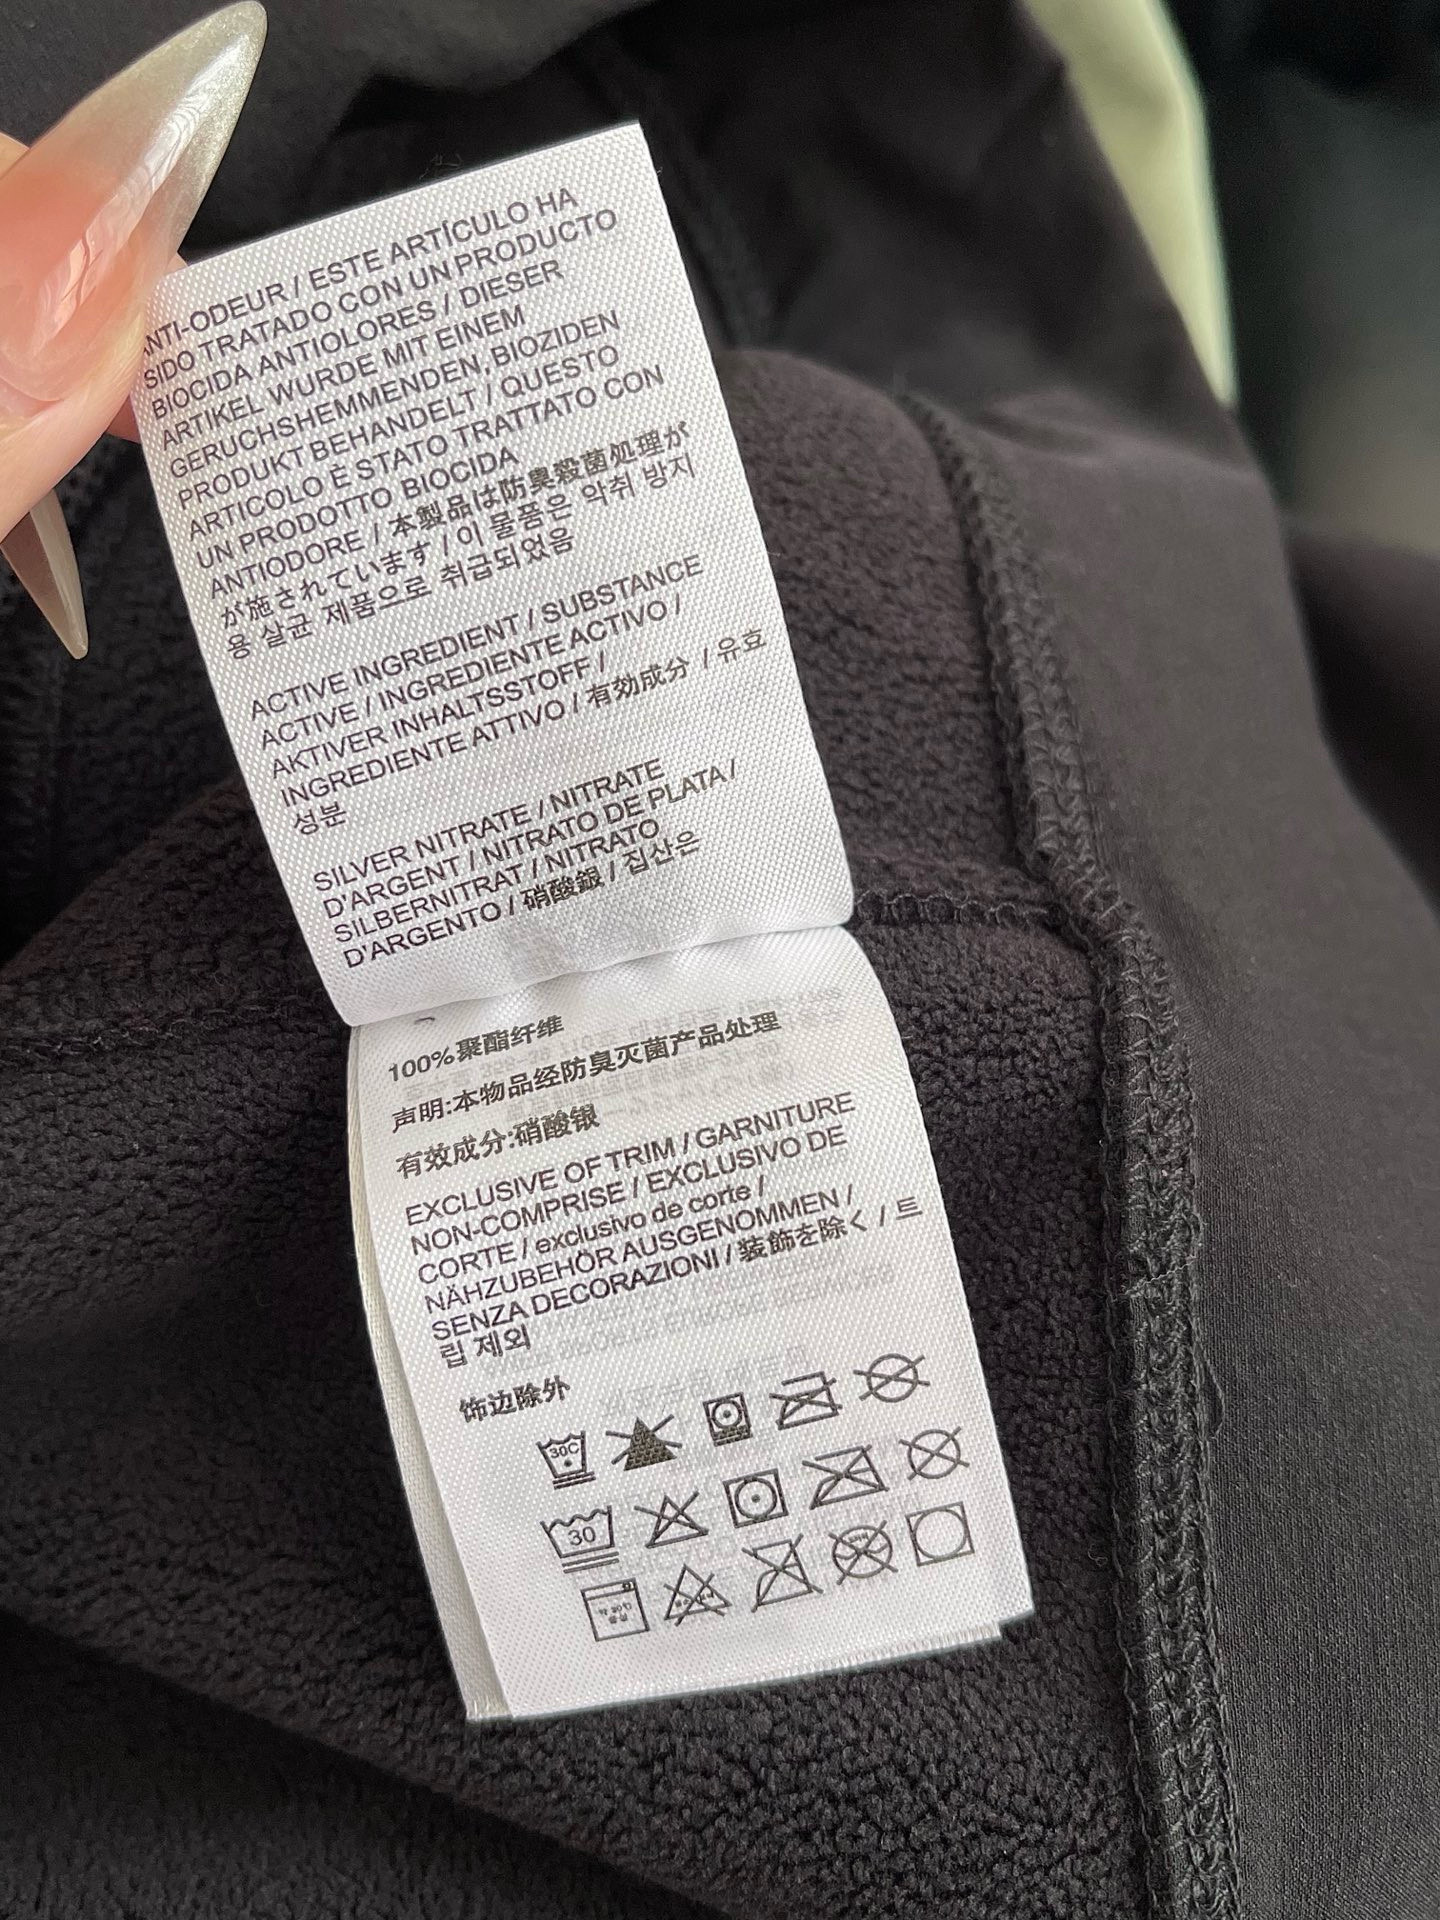 ANTI-ODEUR / ESTE ARTÍCULO HA
SIDO TRATADO CON UN PRODUCTO
BIOCIDA ANTIOLORES / DIESER
ARTIKEL WURDE MIT EINEM
GERUCHSHEMMENDEN, BIOZIDEN
PRODUKT BEHANDELT / QUESTO
ARTICOLO È STATO TRATTATO CON
UN PRODOTTO BIOCIDA
ANTIODORE / 本製品は防臭殺菌処理が
が施されています / 이 물품은 악취 방지
용 살균 제품으로 취급되었음
ACTIVE INGREDIENT / SUBSTANCE
ACTIVE / INGREDIENTE ACTIVO /
AKTIVER INHALTSSTOFF /
INGREDIENTE ATTIVO / 有効成分 / 유효
성분
SILVER NITRATE / NITRATE
D'ARGENT / NITRATO DE PLATA /
SILBERNITRAT / NITRATO
D'ARGENTO / 硝酸銀 / 집산은
100%聚酯纤维
声明:本物品经防臭灭菌产品处理
有效成分:硝酸银
EXCLUSIVE OF TRIM / GARNITURE
NON-COMPRISE / EXCLUSIVO DE
CORTE / exclusivo de corte /
NÄHZUBEHÖR AUSGENOMMEN /
SENZA DECORAZIONI / 装飾を除く / 트
림 제외
饰边除外
30C
30